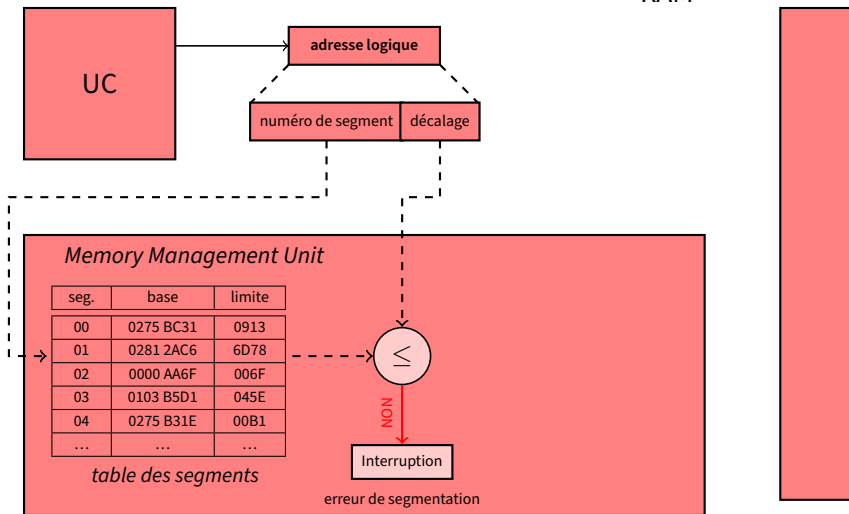 UC
adresse logique
numéro de segment décalage
Memory Management Unit
seg. base limite
00 0275 BC31 0913
01 0281 2AC6 6D78
02 0000 AA6F 006F
03 0103 B5D1 045E
04 0275 B31E 00B1
… … …
≤
NON
Interruption
table des segments
erreur de segmentation